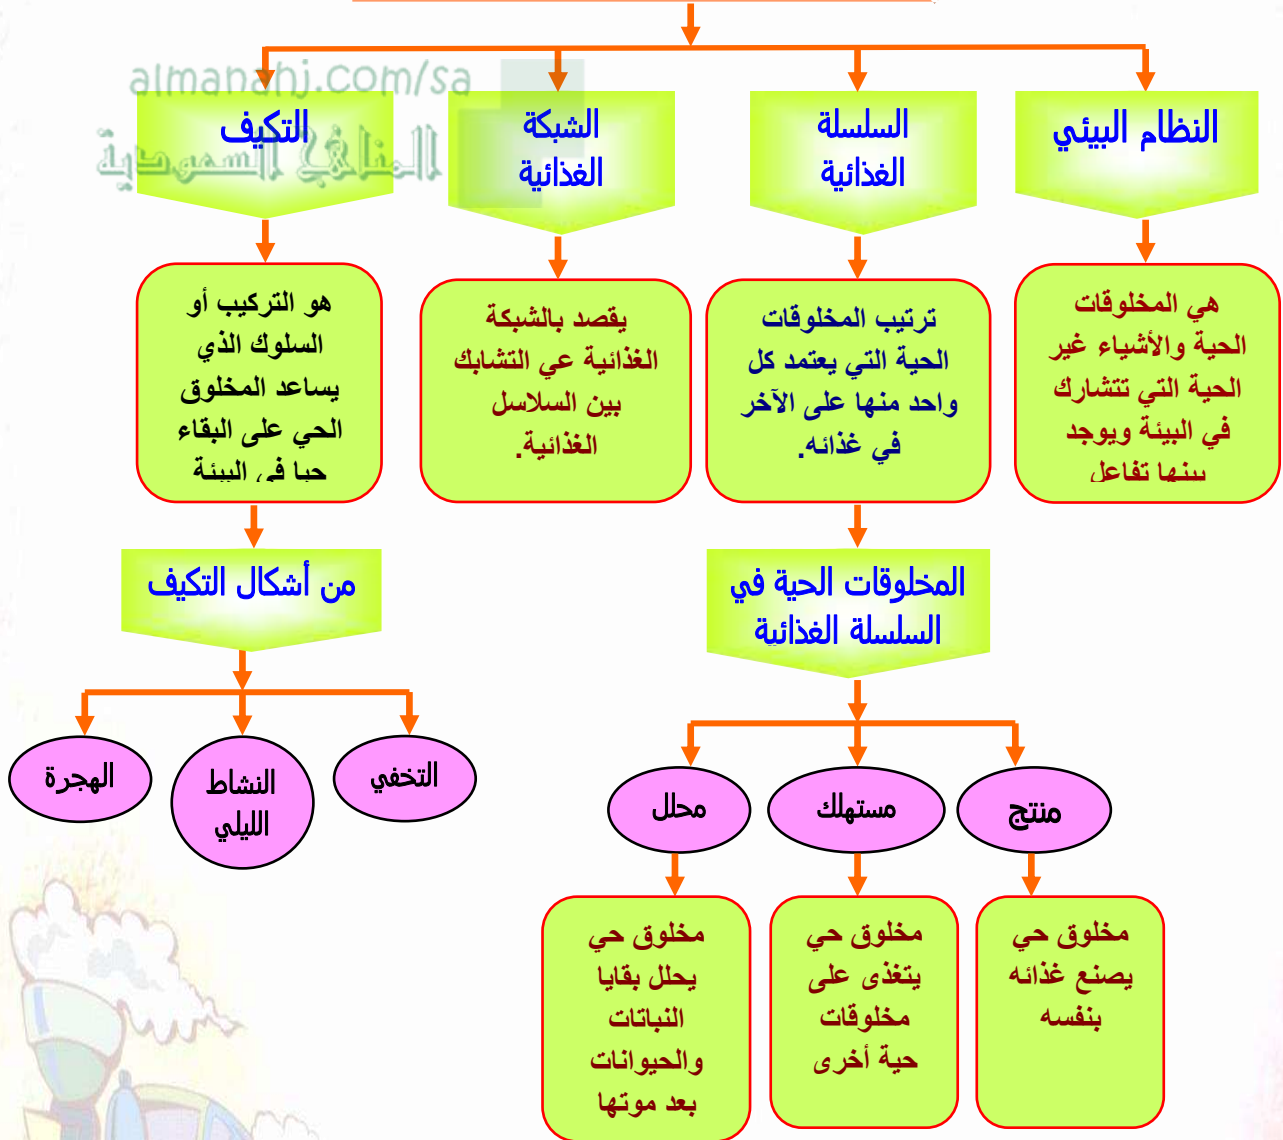 almanahj.com/sa
المناهج السعودية
النظام البيئي
السلسلة
الغذائية
الشبكة
الغذائية
التكيف
هي المخلوقات
الحية والأشياء غير
الحية التي تتشارك
في البيئة ويوجد
بينها تفاعل
ترتيب المخلوقات
الحية التي يعتمد كل
واحد منها على الآخر
في غذائه.
يقصد بالشبكة
الغذائية عي التشابك
بين السلاسل
الغذائية.
هو التركيب أو
السلوك الذي
يساعد المخلوق
الحي على البقاء
حيا في البيئة
المخلوقات الحية في
السلسلة الغذائية
من أشكال التكيف
منتج
مستهلك
محلل
التخفي
النشاط
الليلي
الهجرة
مخلوق حي
يصنع غذائه
بنفسه
مخلوق حي
يتغذى على
مخلوقات
حية أخرى
مخلوق حي
يحلل بقايا
النباتات
والحيوانات
بعد موتها